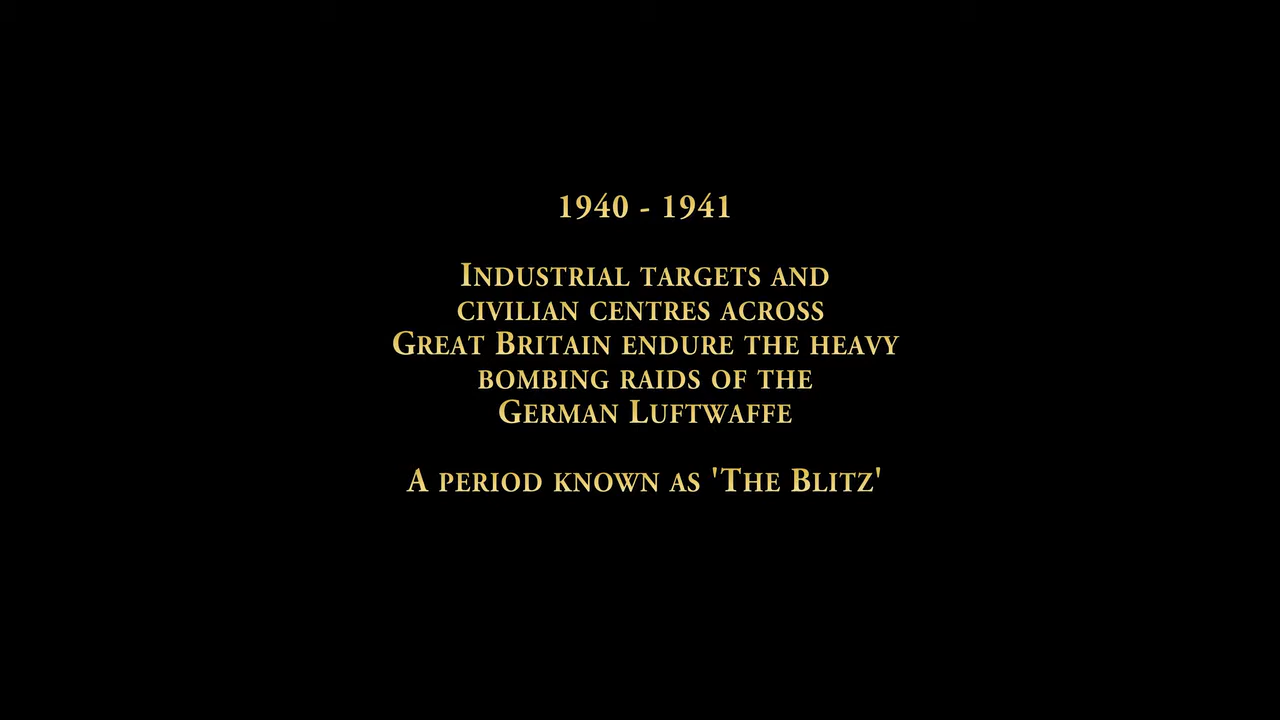 1940 - 1941
Industrial targets and
civilian centres across
Great Britain endure the heavy
bombing raids of the
German Luftwaffe
A period known as 'The Blitz'